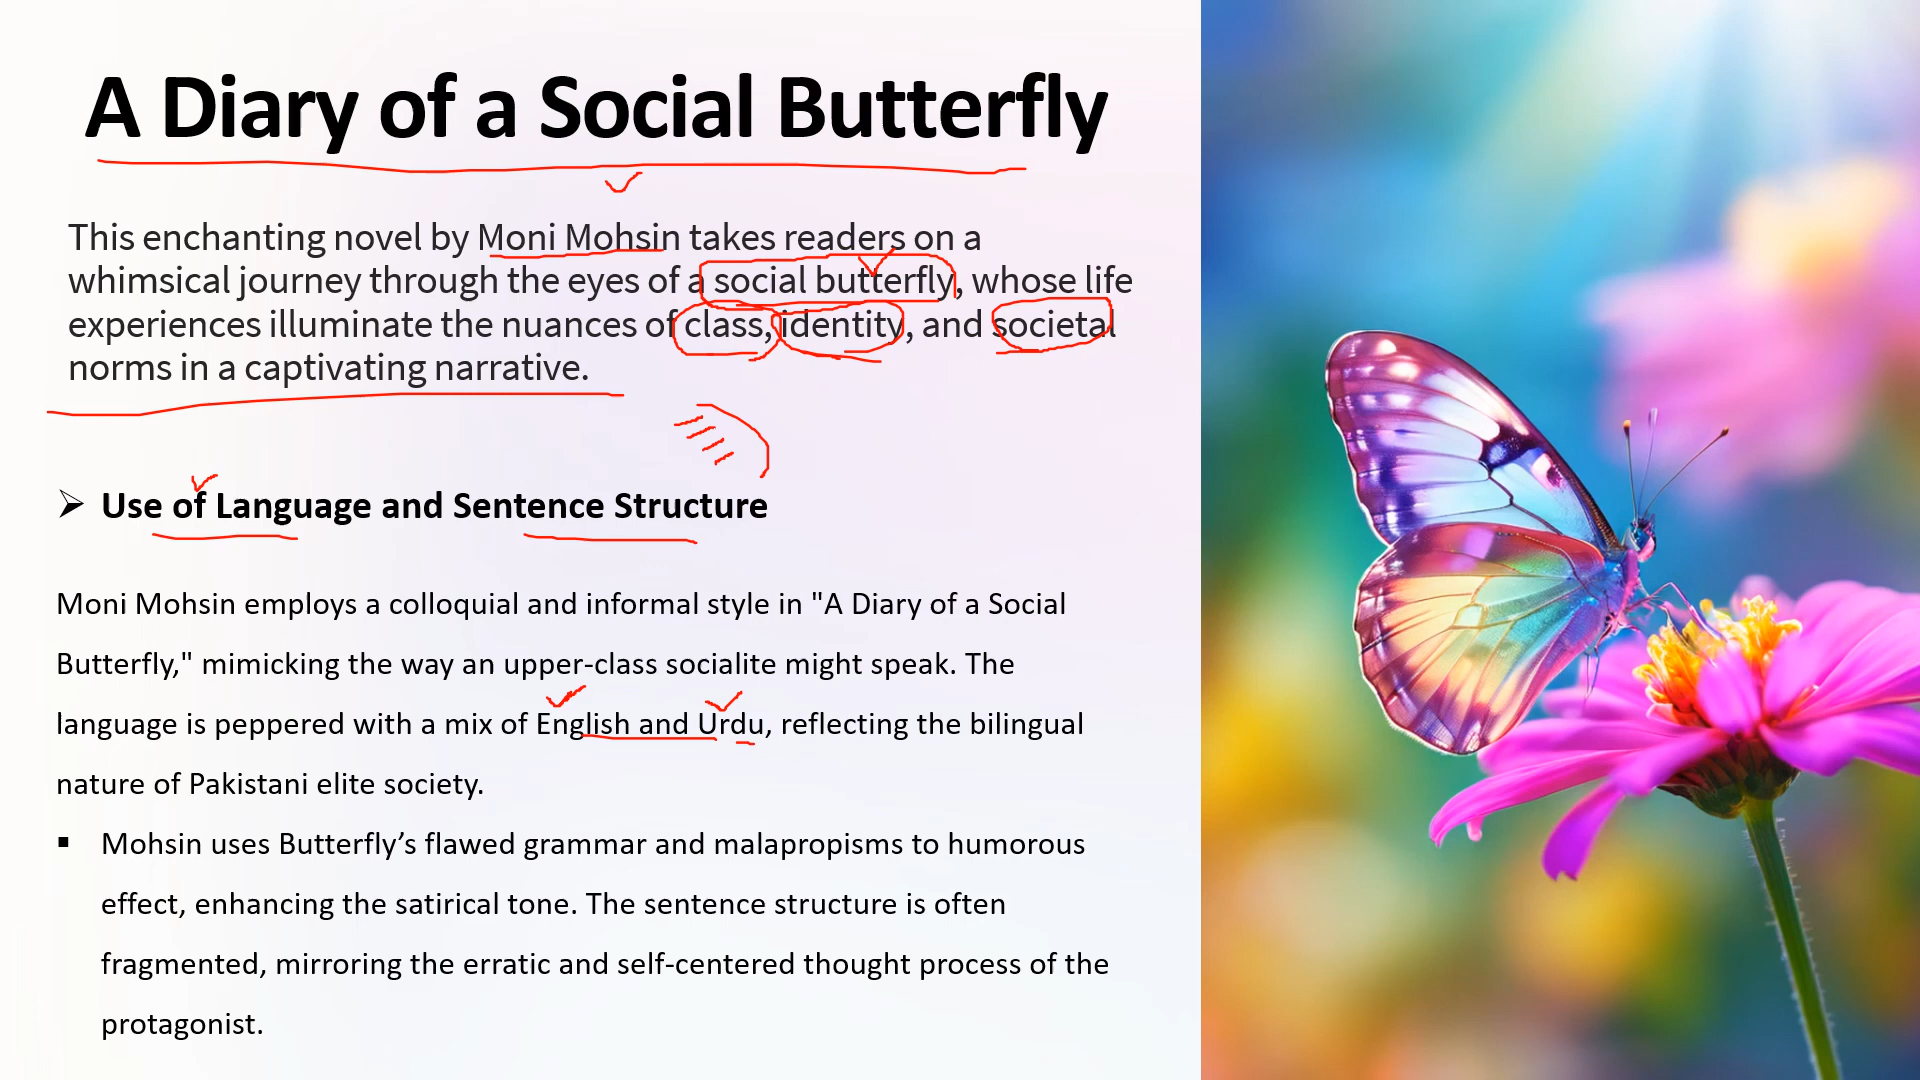 A Diary of a Social Butterfly
This enchanting novel by Moni Mohsin takes readers on a
whimsical journey through the eyes of a social butterfly, whose life
experiences illuminate the nuances of class, identity, and societal
norms in a captivating narrative.
➢ Use of Language and Sentence Structure
Moni Mohsin employs a colloquial and informal style in "A Diary of a Social
Butterfly," mimicking the way an upper-class socialite might speak. The
language is peppered with a mix of English and Urdu, reflecting the bilingual
nature of Pakistani elite society.
▪ Mohsin uses Butterfly’s flawed grammar and malapropisms to humorous
effect, enhancing the satirical tone. The sentence structure is often
fragmented, mirroring the erratic and self-centered thought process of the
protagonist.